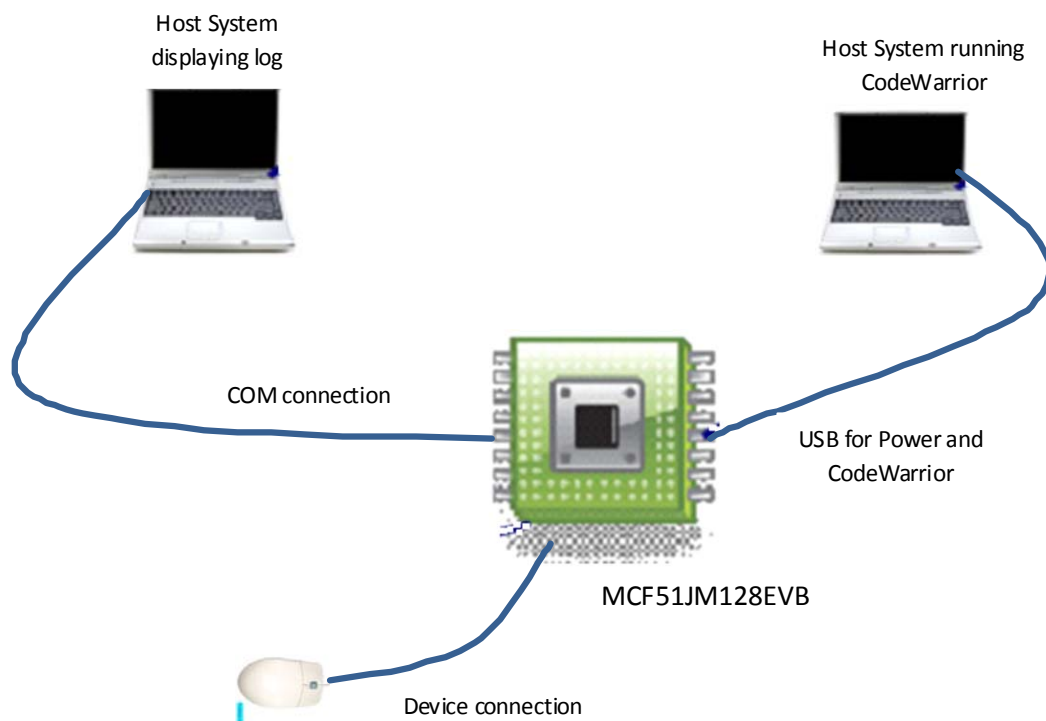 Host System
displaying log
Host System running
CodeWarrior
COM connection
USB for Power and
CodeWarrior
MCF51JM128EVB
Device connection